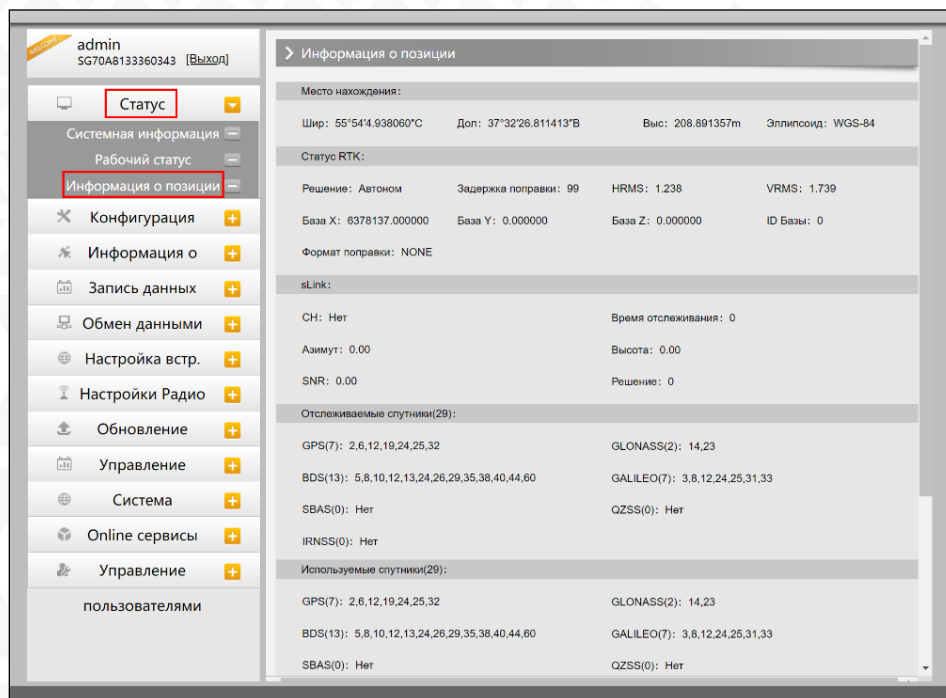 WELCOME
admin
SG70A8133360343 [Выход]
Статус
Системная информация
Рабочий статус
Информация о позиции
Конфигурация
Информация о
Запись данных
Обмен данными
Настройка встр.
Настройки Радио
Обновление
Управление
Система
Online сервисы
Управление
пользователями
Информация о позиции
Место нахождения:
Шир: 55°54'4.938060"С Дол: 37°32'26.811413"В Выс: 208.891357m Эллипсоид: WGS-84
Статус RTK:
Решение: Автоном Задержка поправки: 99 HRMS: 1.238 VRMS: 1.739
База X: 6378137.000000 База Y: 0.000000 База Z: 0.000000 ID Базы: 0
Формат поправки: NONE
sLink:
CH: Нет Время отслеживания: 0
Азимут: 0.00 Высота: 0.00
SNR: 0.00 Решение: 0
Отслеживаемые спутники(29):
GPS(7): 2,6,12,19,24,25,32 GLONASS(2): 14,23
BDS(13): 5,8,10,12,13,24,26,29,35,38,40,44,60 GALILEO(7): 3,8,12,24,25,31,33
SBAS(0): Нет QZSS(0): Нет
IRNSS(0): Нет
Используемые спутники(29):
GPS(7): 2,6,12,19,24,25,32 GLONASS(2): 14,23
BDS(13): 5,8,10,12,13,24,26,29,35,38,40,44,60 GALILEO(7): 3,8,12,24,25,31,33
SBAS(0): Нет QZSS(0): Нет